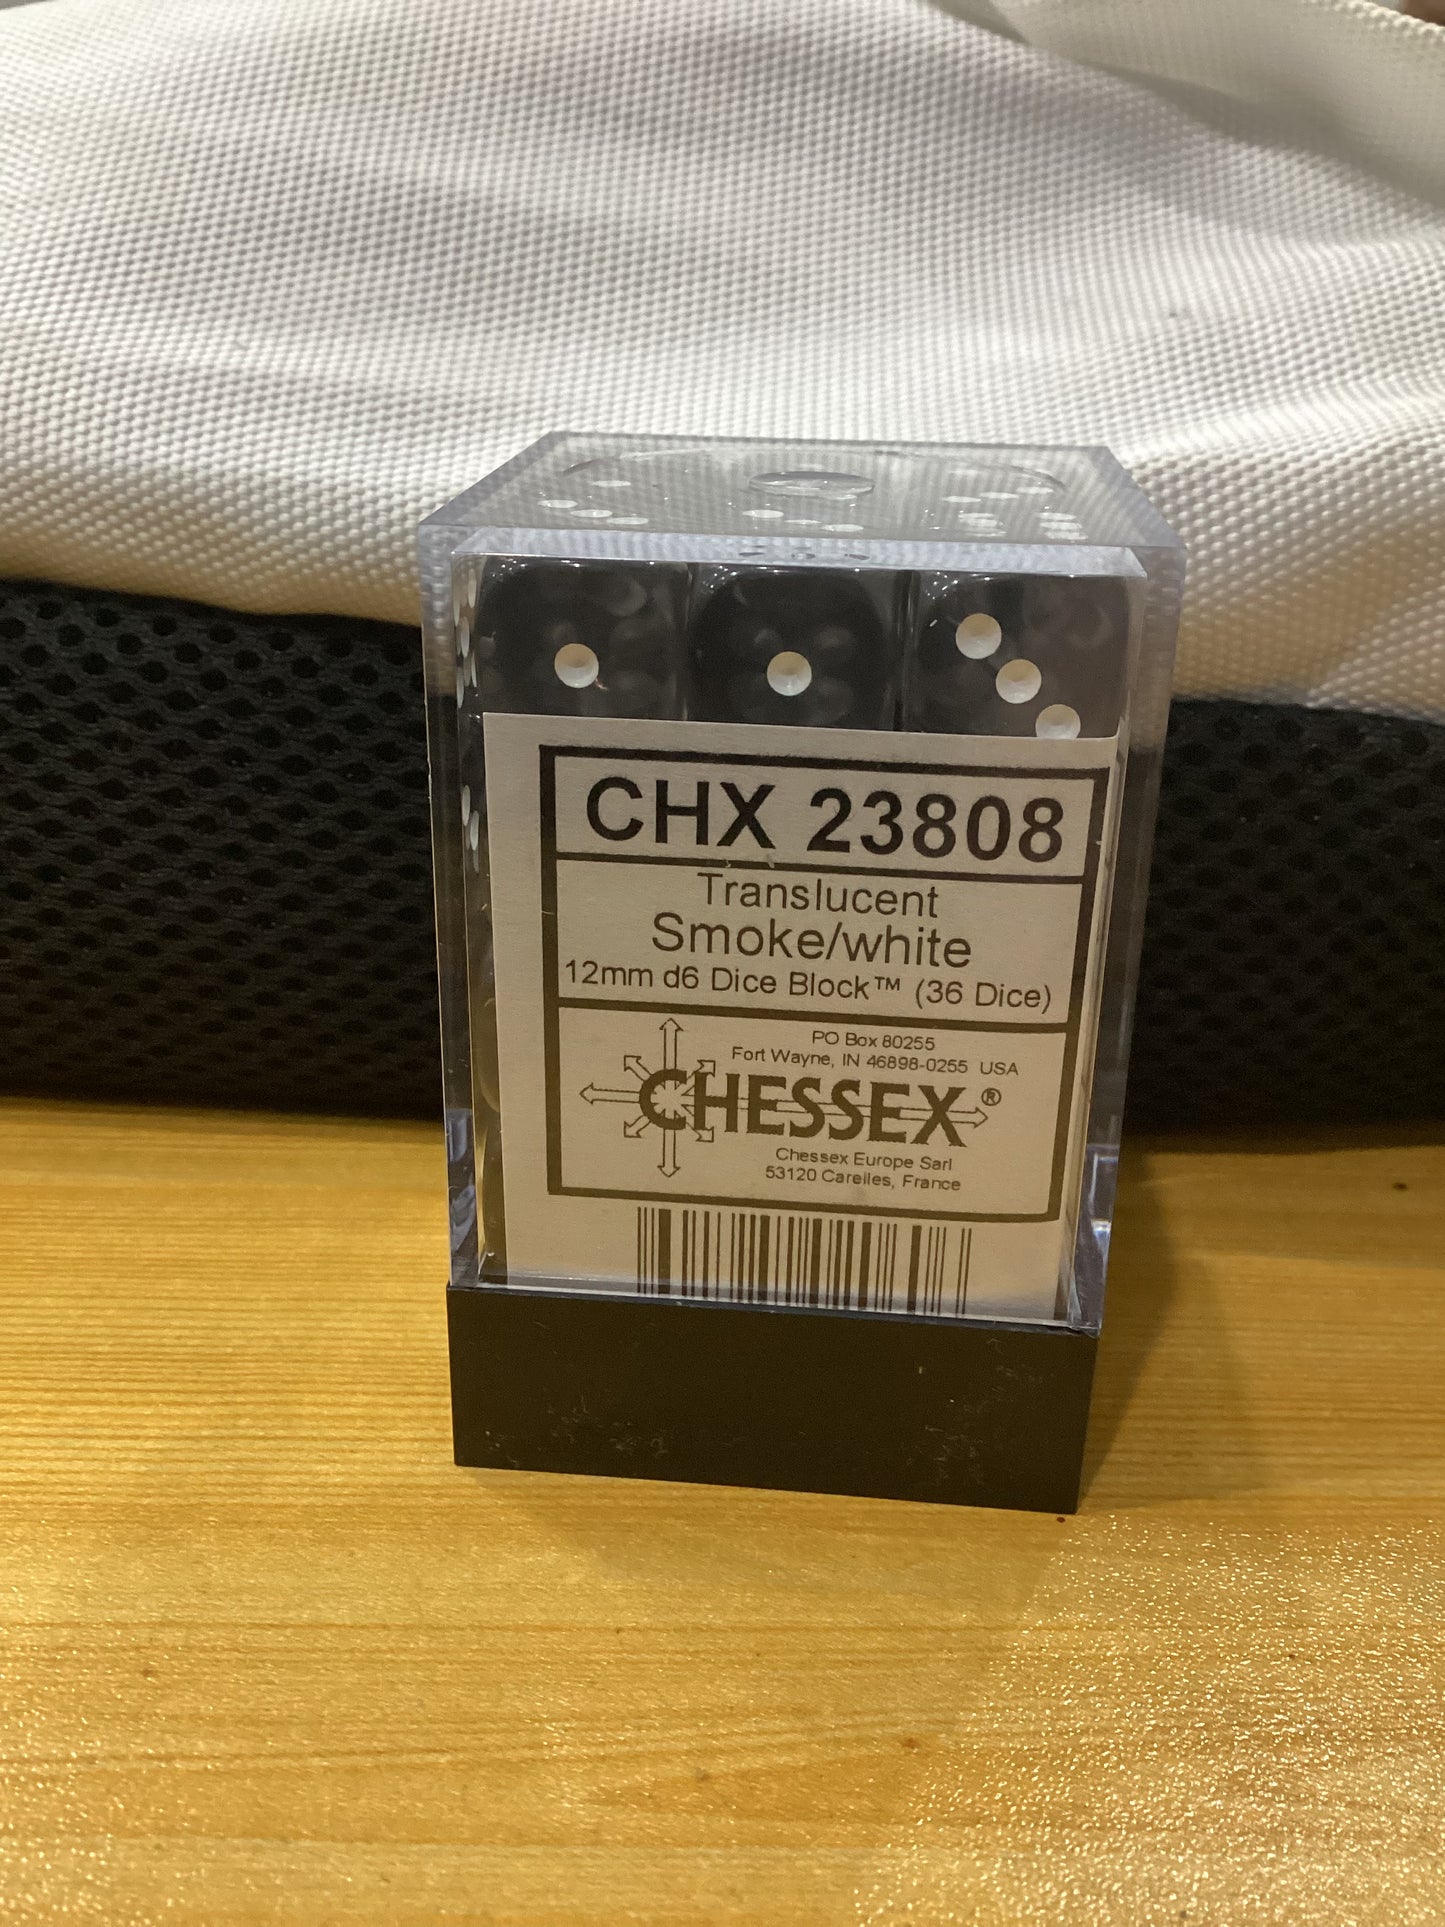 CHX 23808
Translucent
Smoke/white
12mm d6 Dice Block™ (36 Dice)
PO Box 80255
Fort Wayne, IN 46898-0255 USA
CHESSEX®
Chessex Europe Sarl
53120 Carelles, France